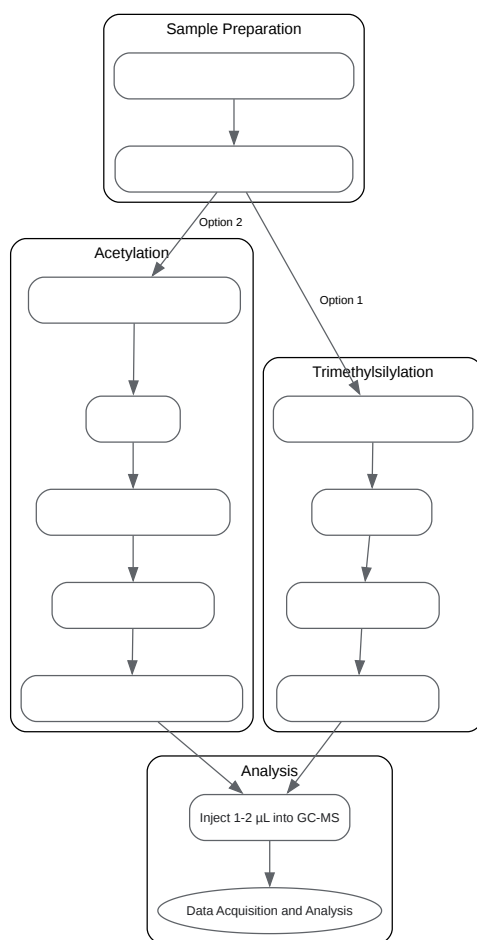 Sample Preparation
Option 2
Acetylation
Option 1
Trimethylsilylation
Analysis
Inject 1-2 µL into GC-MS
Data Acquisition and Analysis